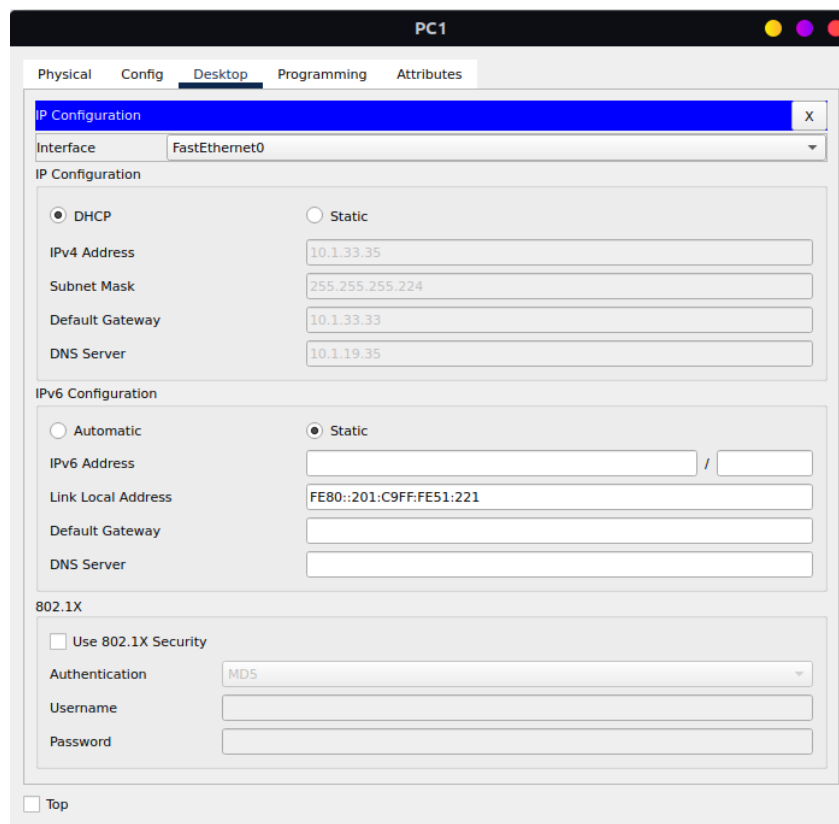 PC1
Physical Config Desktop Programming Attributes
IP Configuration X
Interface FastEthernet0
IP Configuration
DHCP Static
IPv4 Address 10.1.33.35
Subnet Mask 255.255.255.224
Default Gateway 10.1.33.33
DNS Server 10.1.19.35
IPv6 Configuration
Automatic Static
IPv6 Address /
Link Local Address FE80::201:C9FF:FE51:221
Default Gateway
DNS Server
802.1X
Use 802.1X Security
Authentication MD5
Username
Password
Top